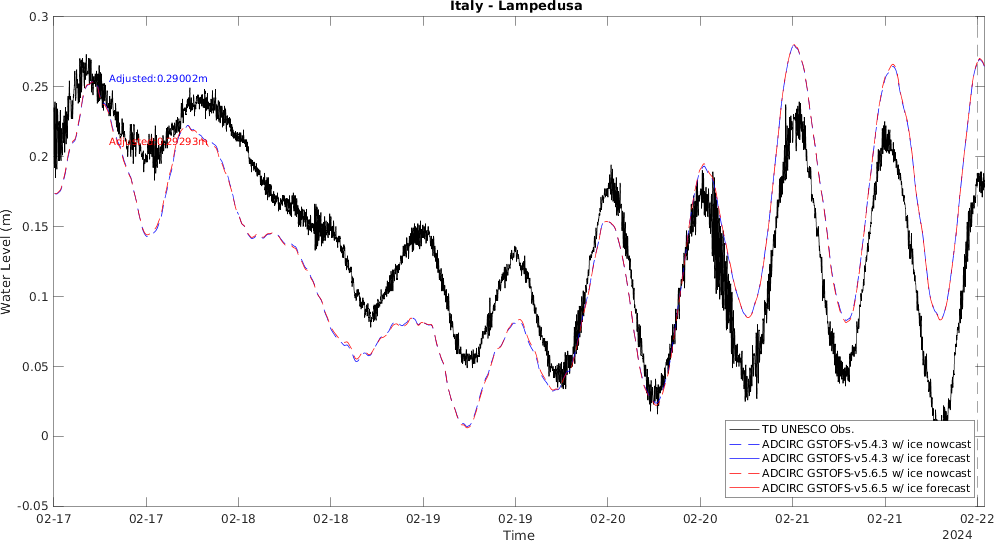 Italy - Lampedusa
Water Level (m)
0.3
0.25
0.2
0.15
0.1
0.05
0
-0.05
Adjusted:0.29002m
Adjusted:0.29293m
TD UNESCO Obs.
ADCIRC GSTOFS-v5.4.3 w/ ice nowcast
ADCIRC GSTOFS-v5.4.3 w/ ice forecast
ADCIRC GSTOFS-v5.6.5 w/ ice nowcast
ADCIRC GSTOFS-v5.6.5 w/ ice forecast
02-17 02-17 02-18 02-18 02-19 02-19 02-20 02-20 02-21 02-21 02-22
Time
2024